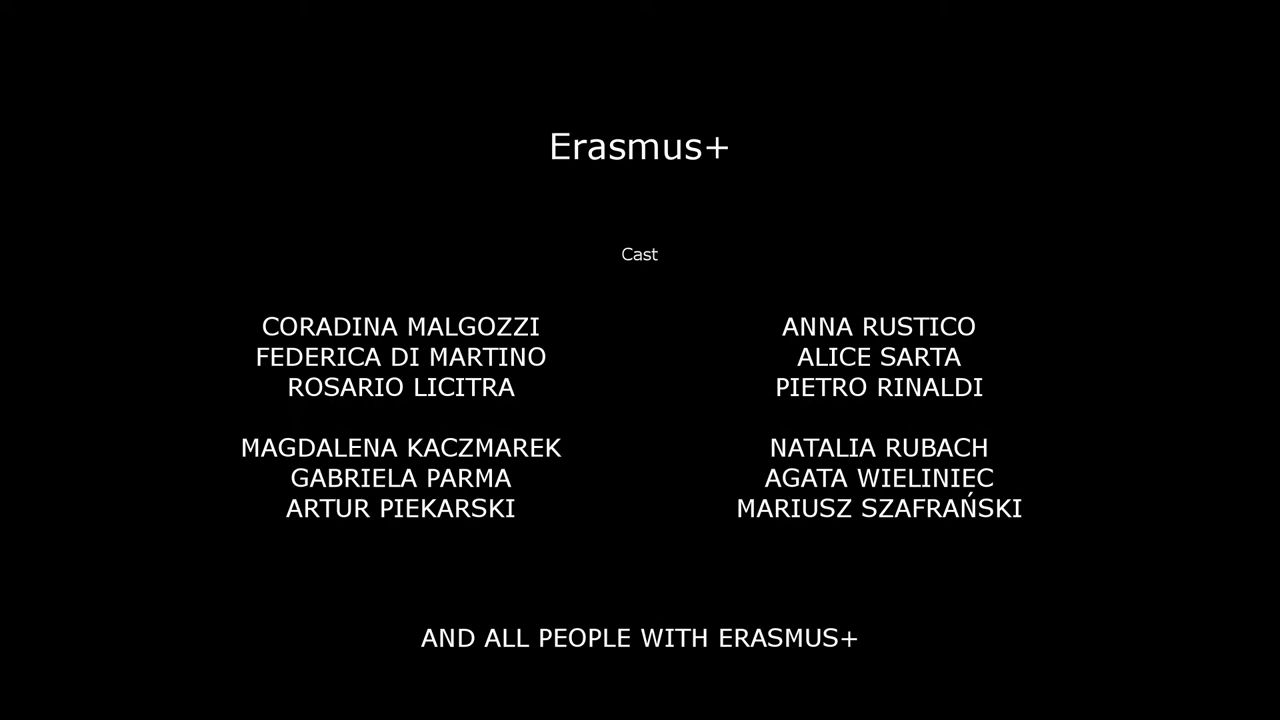 Erasmus+
Cast
CORADINA MALGOZZI
FEDERICA DI MARTINO
ROSARIO LICITRA
MAGDALENA KACZMAREK
GABRIELA PARMA
ARTUR PIEKARSKI
ANNA RUSTICO
ALICE SARTA
PIETRO RINALDI
NATALIA RUBACH
AGATA WIELINIEC
MARIUSZ SZAFRAŃSKI
AND ALL PEOPLE WITH ERASMUS+